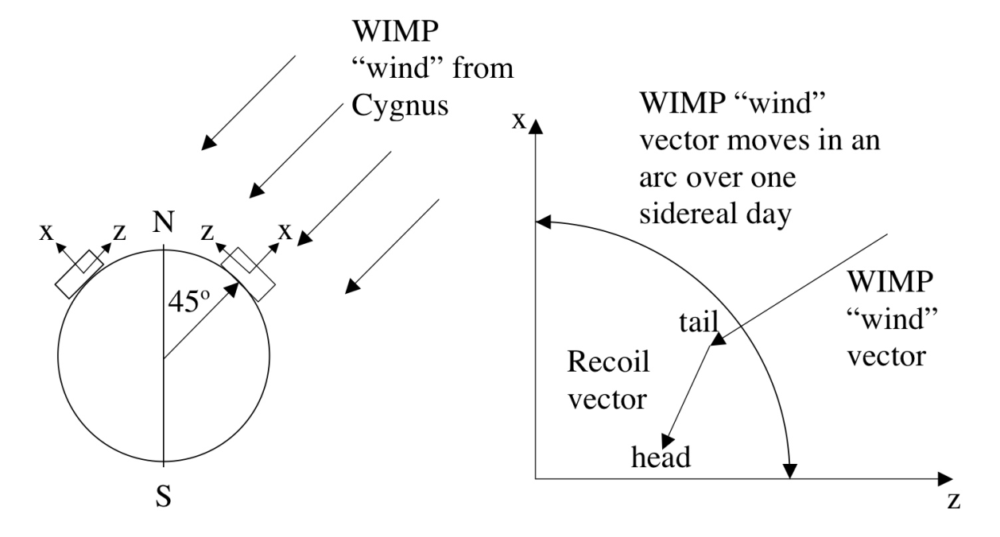 WIMP
“wind” from
Cygnus
x
z
N
z
x
45º
S
x
WIMP “wind”
vector moves in an
arc over one
sidereal day
WIMP
“wind”
vector
tail
Recoil
vector
head
z